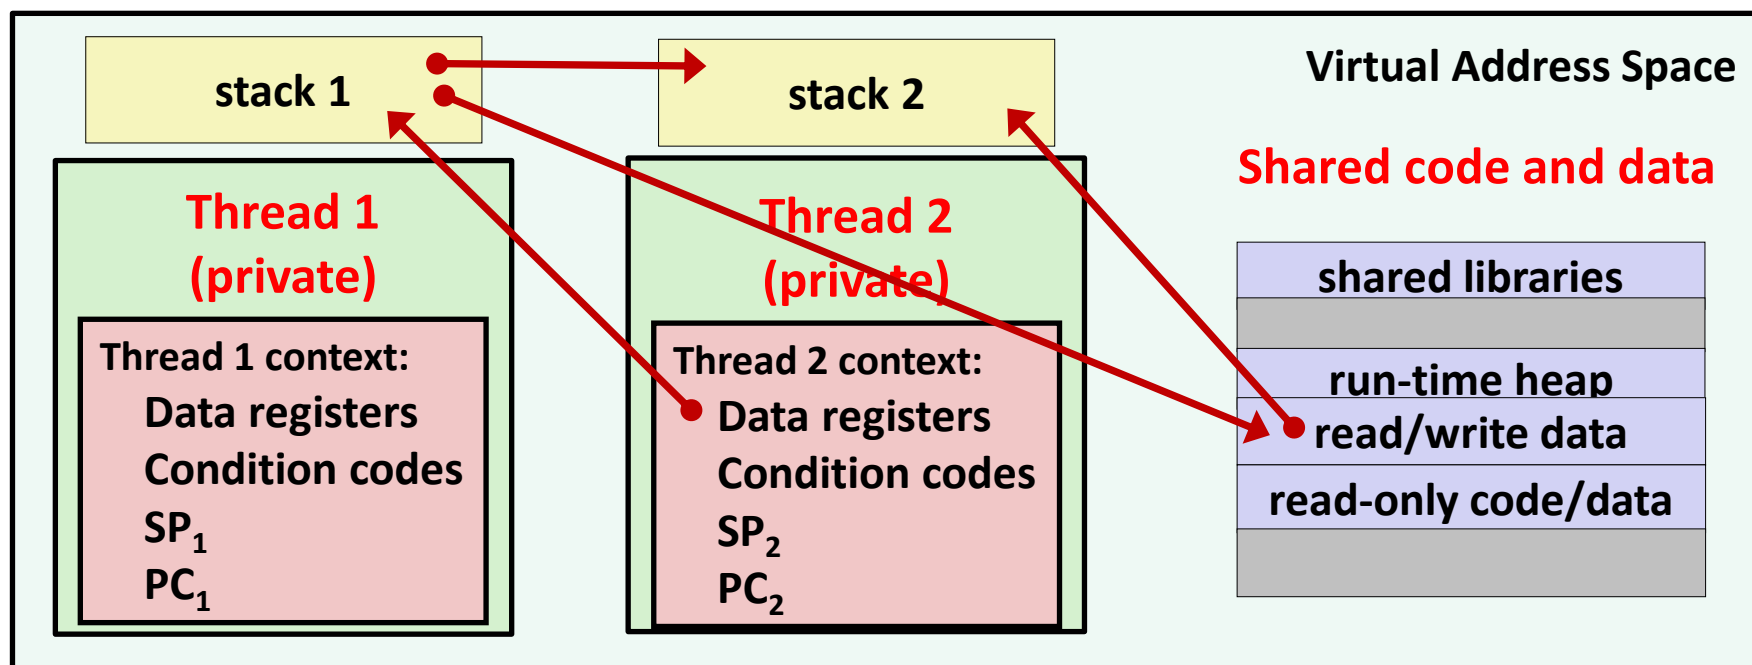 stack 1
stack 2
Virtual Address Space
Shared code and data
Thread 1
(private)
Thread 1 context:
Data registers
Condition codes
SP₁
PC₁
Thread 2
(private)
Thread 2 context:
Data registers
Condition codes
SP₂
PC₂
shared libraries
run-time heap
read/write data
read-only code/data